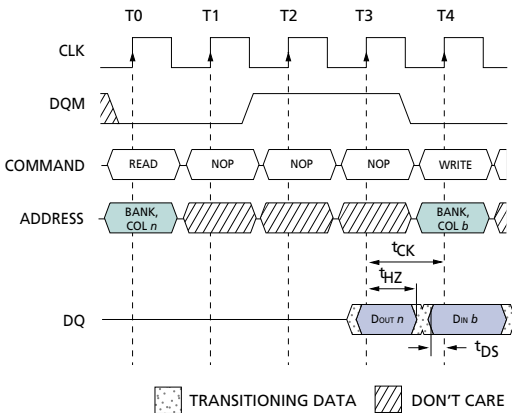 T0 T1 T2 T3 T4
CLK
DQM
COMMAND READ NOP NOP NOP WRITE
ADDRESS BANK, COL n BANK, COL b
tCK
tHZ
DQ DOUT n DIN b
tDS
TRANSITIONING DATA DON'T CARE